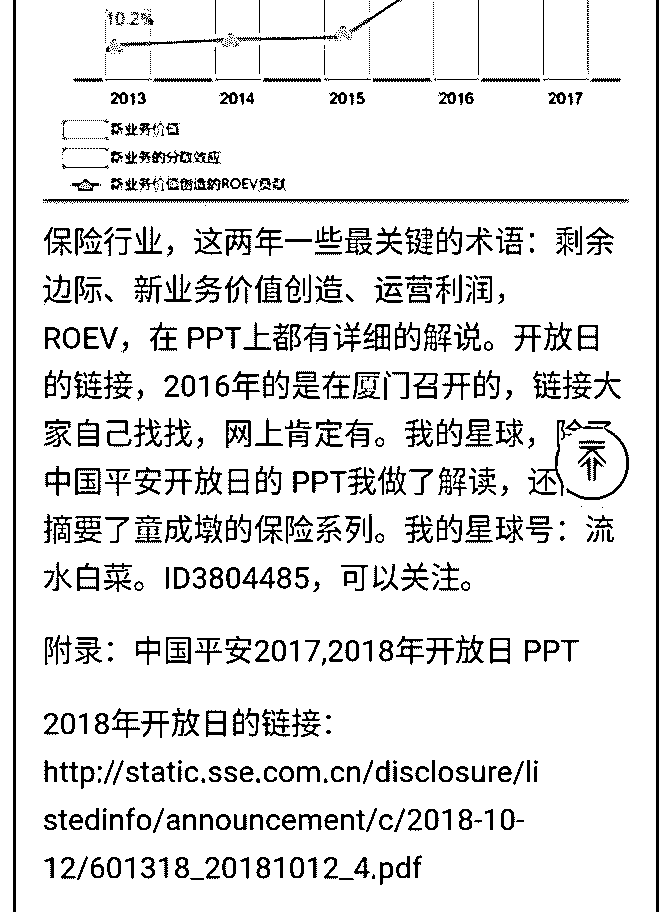 10.2%
2013 2014 2015 2016 2017
新业务价值
新业务的分散效应
新业务价值创造的ROEV贡献
保险行业，这两年一些最关键的术语：剩余
边际、新业务价值创造、运营利润，
ROEV，在 PPT上都有详细的解说。开放日
的链接，2016年的是在厦门召开的，链接大
家自己找找，网上肯定有。我的星球，除了
中国平安开放日的 PPT我做了解读，还
摘要了童成墩的保险系列。我的星球号：流
水白菜。ID3804485，可以关注。
附录：中国平安2017,2018年开放日 PPT
2018年开放日的链接：
http://static.sse.com.cn/disclosure/li
stedinfo/announcement/c/2018-10-
12/601318_20181012_4.pdf